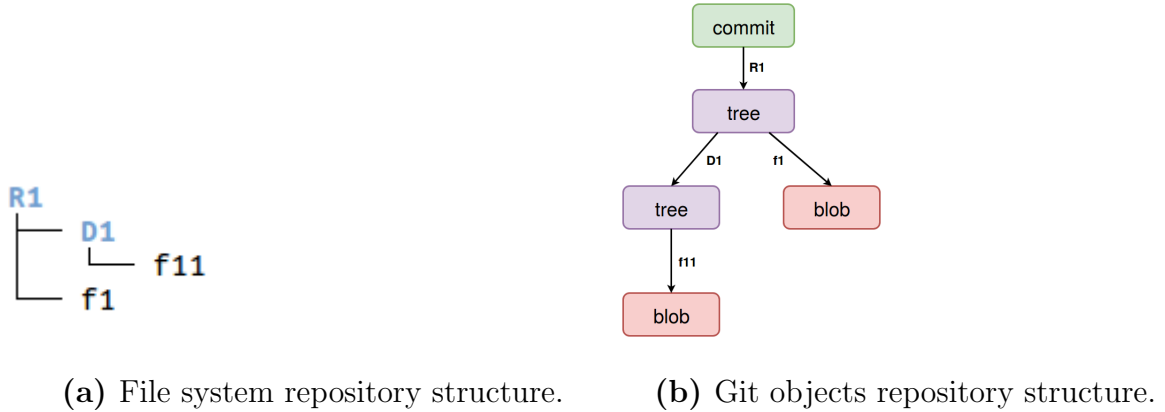 R1
D1
f11
f1
(a) File system repository structure.
commit
R1
tree
D1 f1
tree blob
f11
blob
(b) Git objects repository structure.